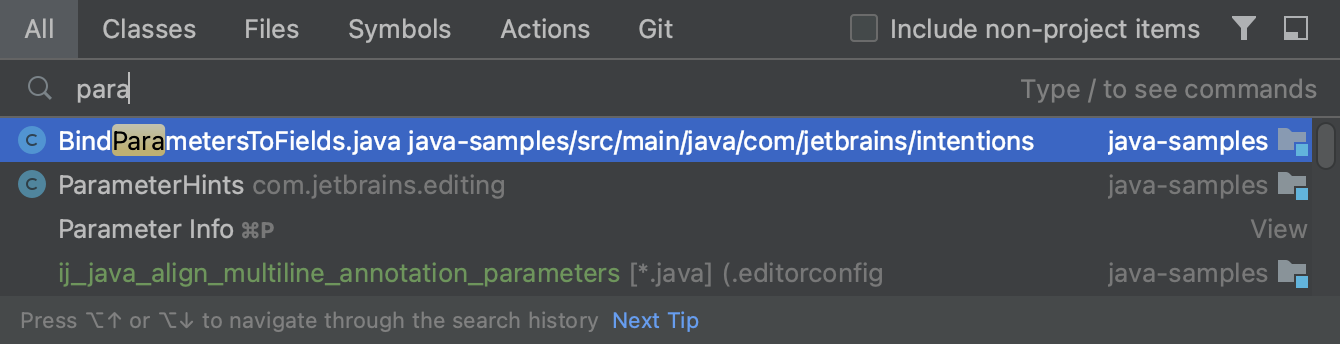 All Classes Files Symbols Actions Git Include non-project items
para Type / to see commands
C BindParametersToFields.java java-samples/src/main/java/com/jetbrains/intentions java-samples
C ParameterHints com.jetbrains.editing java-samples
Parameter Info ⌘P View
ij_java_align_multiline_annotation_parameters [*.java] (.editorconfig java-samples
Press ⌥↑ or ⌥↓ to navigate through the search history Next Tip